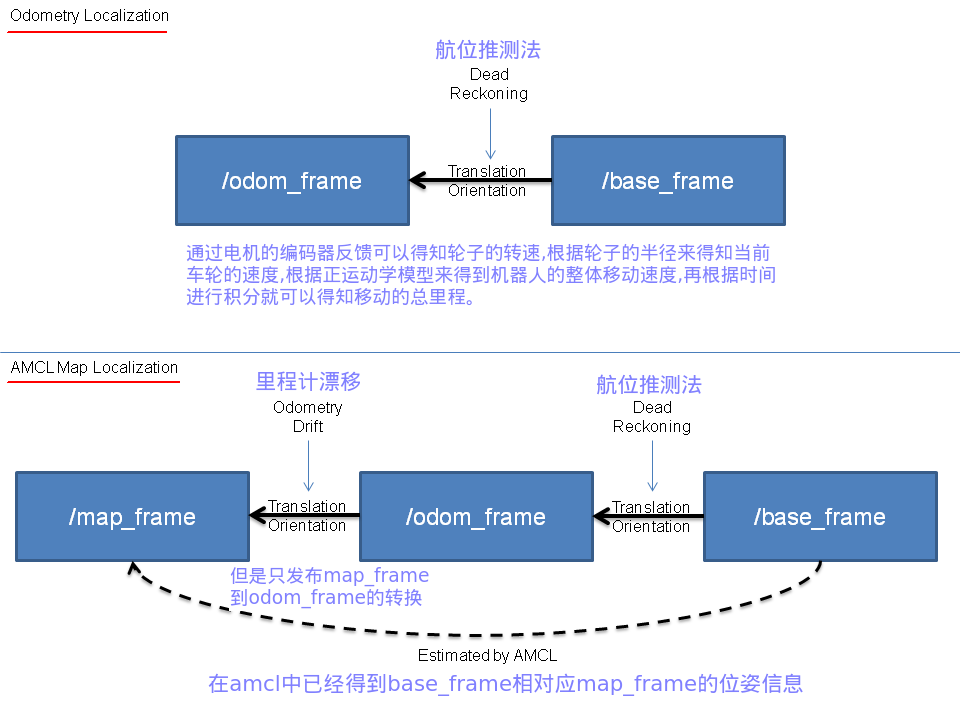 Odometry Localization
航位推测法
Dead
Reckoning
/odom_frame
Translation
Orientation
/base_frame
通过电机的编码器反馈可以得知轮子的转速,根据轮子的半径来得知当前
车轮的速度,根据正运动学模型来得到机器人的整体移动速度,再根据时间
进行积分就可以得知移动的总里程。
AMCL Map Localization
里程计漂移
Odometry
Drift
航位推测法
Dead
Reckoning
/map_frame
Translation
Orientation
/odom_frame
Translation
Orientation
/base_frame
但是只发布map_frame
到odom_frame的转换
Estimated by AMCL
在amcl中已经得到base_frame相对应map_frame的位姿信息